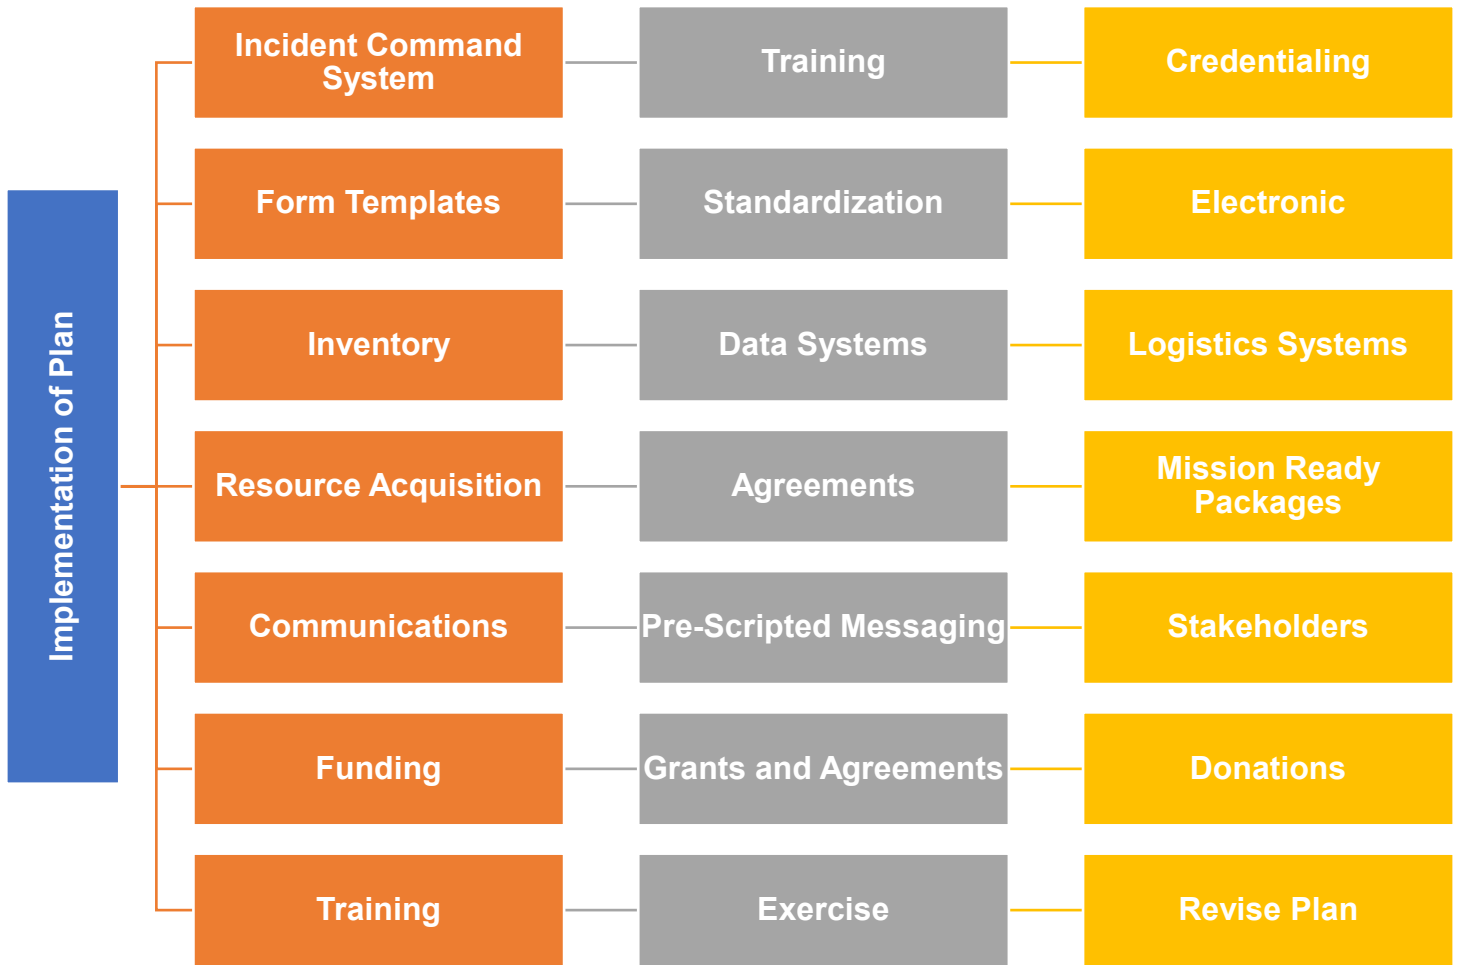 Implementation of Plan
Incident Command
System
Training
Credentialing
Form Templates
Standardization
Electronic
Inventory
Data Systems
Logistics Systems
Resource Acquisition
Agreements
Mission Ready
Packages
Communications
Pre-Scripted Messaging
Stakeholders
Funding
Grants and Agreements
Donations
Training
Exercise
Revise Plan